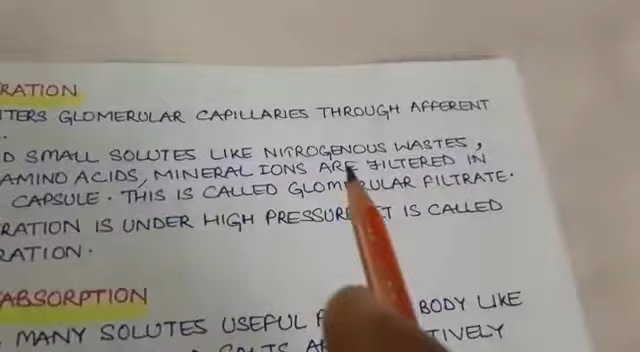 RATION
TERS GLOMERULAR CAPILLARIES THROUGH AFFERENT
D SMALL SOLUTES LIKE NITROGENOUS WASTES,
AMINO ACIDS, MINERAL IONS ARE FILTERED IN
CAPSULE. THIS IS CALLED GLOMERULAR FILTRATE.
RATION IS UNDER HIGH PRESSURE IT IS CALLED
RATION.
ABSORPTION
MANY SOLUTES USEFUL BODY LIKE
TIVELY